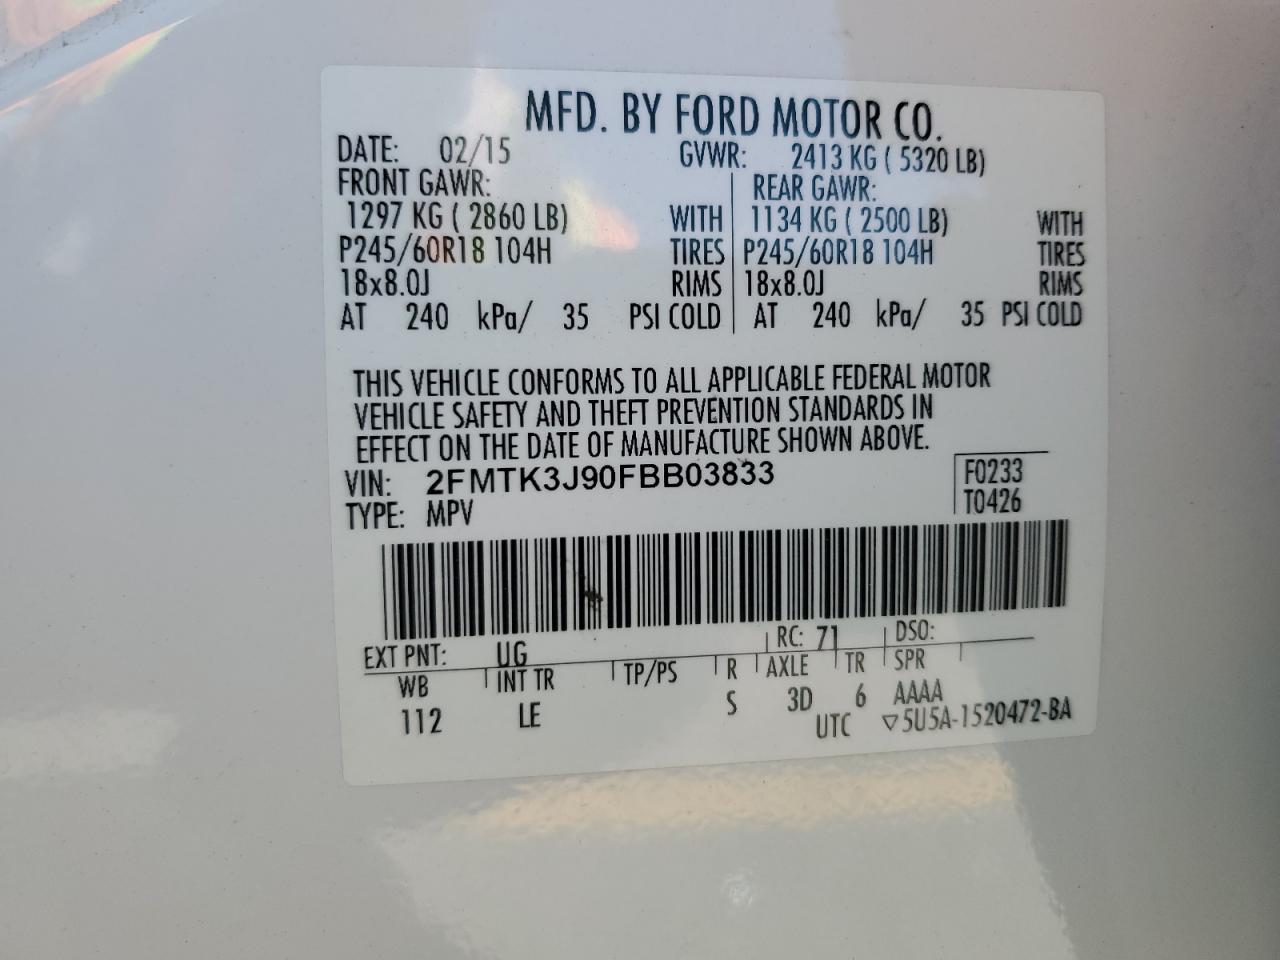 MFD. BY FORD MOTOR CO.
DATE: 02/15 GVWR: 2413 KG ( 5320 LB)
FRONT GAWR: REAR GAWR:
1297 KG ( 2860 LB) WITH 1134 KG ( 2500 LB) WITH
P245/60R18 104H TIRES P245/60R18 104H TIRES
18x8.0J RIMS 18x8.0J RIMS
AT 240 kPa/ 35 PSI COLD AT 240 kPa/ 35 PSI COLD
THIS VEHICLE CONFORMS TO ALL APPLICABLE FEDERAL MOTOR
VEHICLE SAFETY AND THEFT PREVENTION STANDARDS IN
EFFECT ON THE DATE OF MANUFACTURE SHOWN ABOVE.
VIN: 2FMTK3J90FBB03833 F0233
TYPE: MPV T0426
EXT PNT: UG RC: 71 DSO:
WB INT TR TP/PS R AXLE TR SPR
112 LE S 3D 6 AAAA
UTC ▽5U5A-1520472-BA